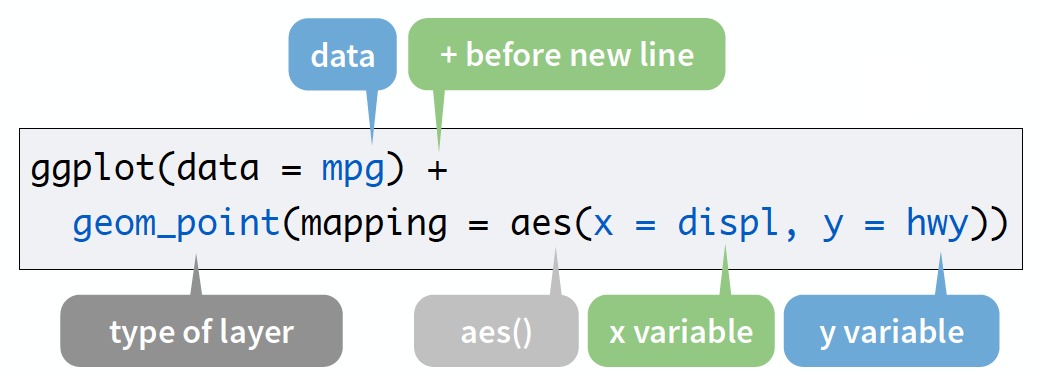 data
+ before new line
ggplot(data = mpg) +
geom_point(mapping = aes(x = displ, y = hwy))
type of layer
aes()
x variable
y variable